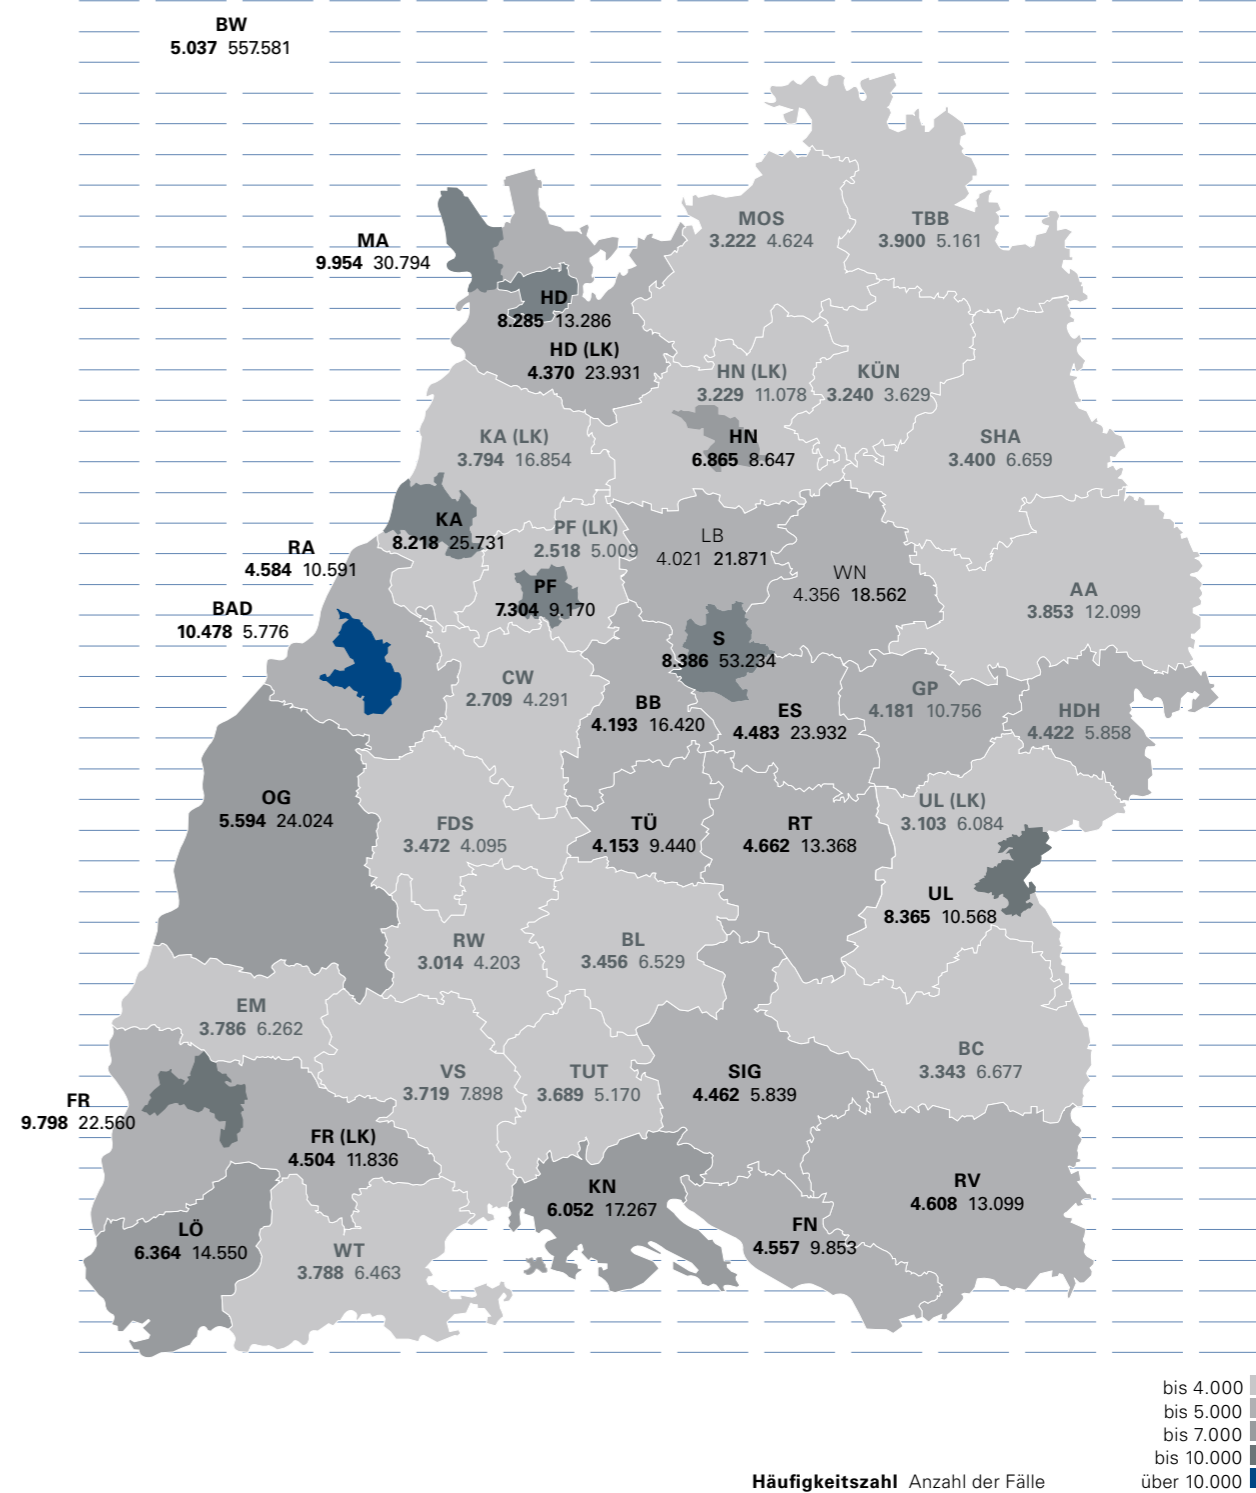 BW
5.037 557.581
MOS
3.222 4.624
TBB
3.900 5.161
MA
9.954 30.794
HD
8.285 13.286
HD (LK)
4.370 23.931
HN (LK)
3.229 11.078
KÜN
3.240 3.629
KA (LK)
3.794 16.854
HN
6.865 8.647
SHA
3.400 6.659
KA
8.218 25.731
PF (LK)
2.518 5.009
LB
4.021 21.871
RA
4.584 10.591
WN
4.356 18.562
PF
7.304 9.170
AA
3.853 12.099
BAD
10.478 5.776
S
8.386 53.234
CW
2.709 4.291
GP
4.181 10.756
BB
4.193 16.420
ES
4.483 23.932
HDH
4.422 5.858
OG
5.594 24.024
UL (LK)
3.103 6.084
FDS
3.472 4.095
TÜ
4.153 9.440
RT
4.662 13.368
UL
8.365 10.568
RW
3.014 4.203
BL
3.456 6.529
EM
3.786 6.262
BC
3.343 6.677
VS
3.719 7.898
TUT
3.689 5.170
SIG
4.462 5.839
FR
9.798 22.560
FR (LK)
4.504 11.836
KN
6.052 17.267
RV
4.608 13.099
LÖ
6.364 14.550
FN
4.557 9.853
WT
3.788 6.463
bis 4.000
bis 5.000
bis 7.000
bis 10.000
Häufigkeitszahl Anzahl der Fälle über 10.000